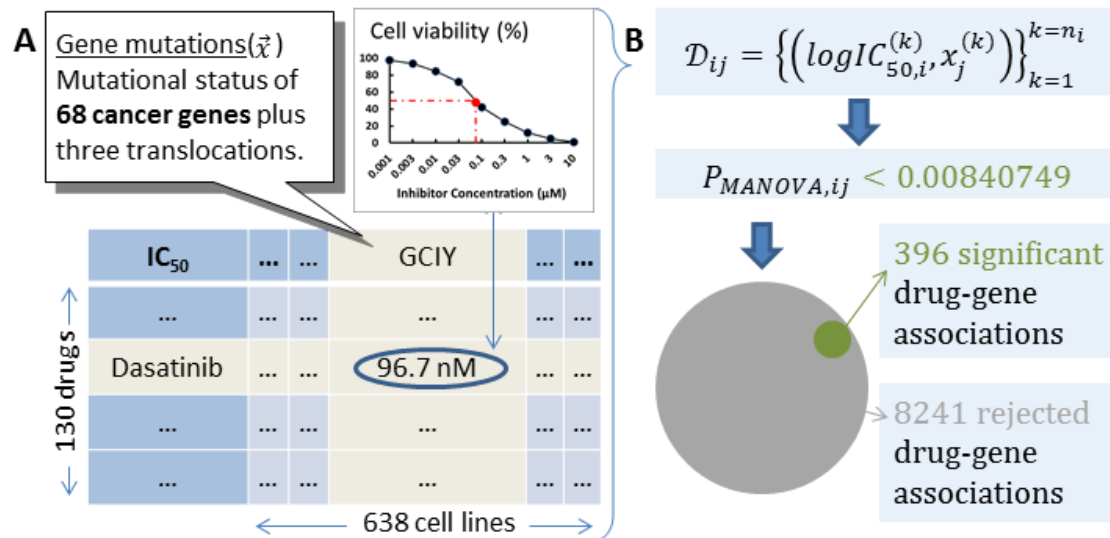 A
Gene mutations(x⃗)
Mutational status of
68 cancer genes plus
three translocations.
Cell viability (%)
100
80
60
40
20
0
0.001
0.003
0.01
0.03
0.1
0.3
1
3
10
Inhibitor Concentration (µM)
IC50 ... ... GCIY ... ...
... ... ... ... ... ...
Dasatinib ... ... 96.7 nM ... ...
... ... ... ... ... ...
... ... ... ... ... ...
130 drugs
638 cell lines
B
𝒟ij = {(logIC50,i(k), xj(k))}k=1k=ni
PMANOVA,ij < 0.00840749
396 significant
drug-gene
associations
8241 rejected
drug-gene
associations